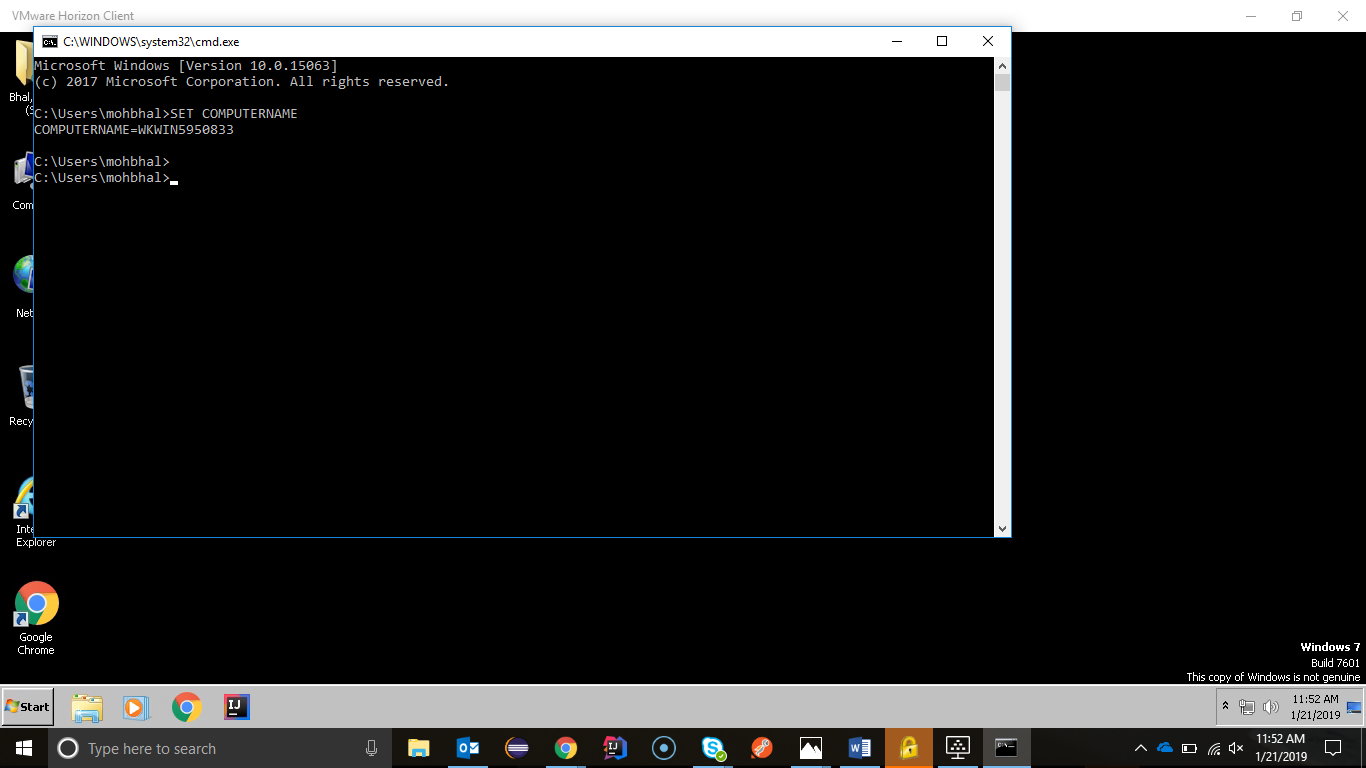 VMware Horizon Client
C:\WINDOWS\system32\cmd.exe
Microsoft Windows [Version 10.0.15063]
(c) 2017 Microsoft Corporation. All rights reserved.
C:\Users\mohbhal>SET COMPUTERNAME
COMPUTERNAME=WKWIN5950833
C:\Users\mohbhal>
C:\Users\mohbhal>
Bhal,
(S
Com
Net
Recy
Inte
Explorer
Google
Chrome
Windows 7
Build 7601
This copy of Windows is not genuine
Start
IJ
11:52 AM
1/21/2019
Type here to search
11:52 AM
1/21/2019